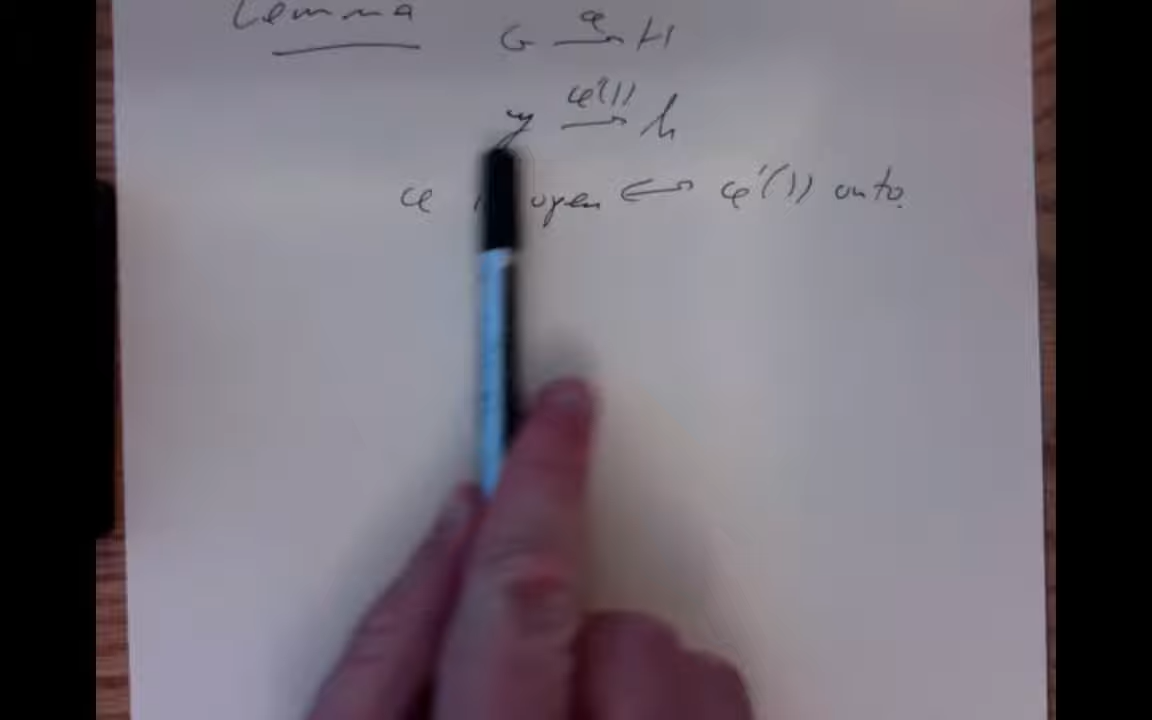 Lemma
G →^φ H
𝔤 →^φ'(1) 𝔥
φ open ⟺ φ'(1) onto.